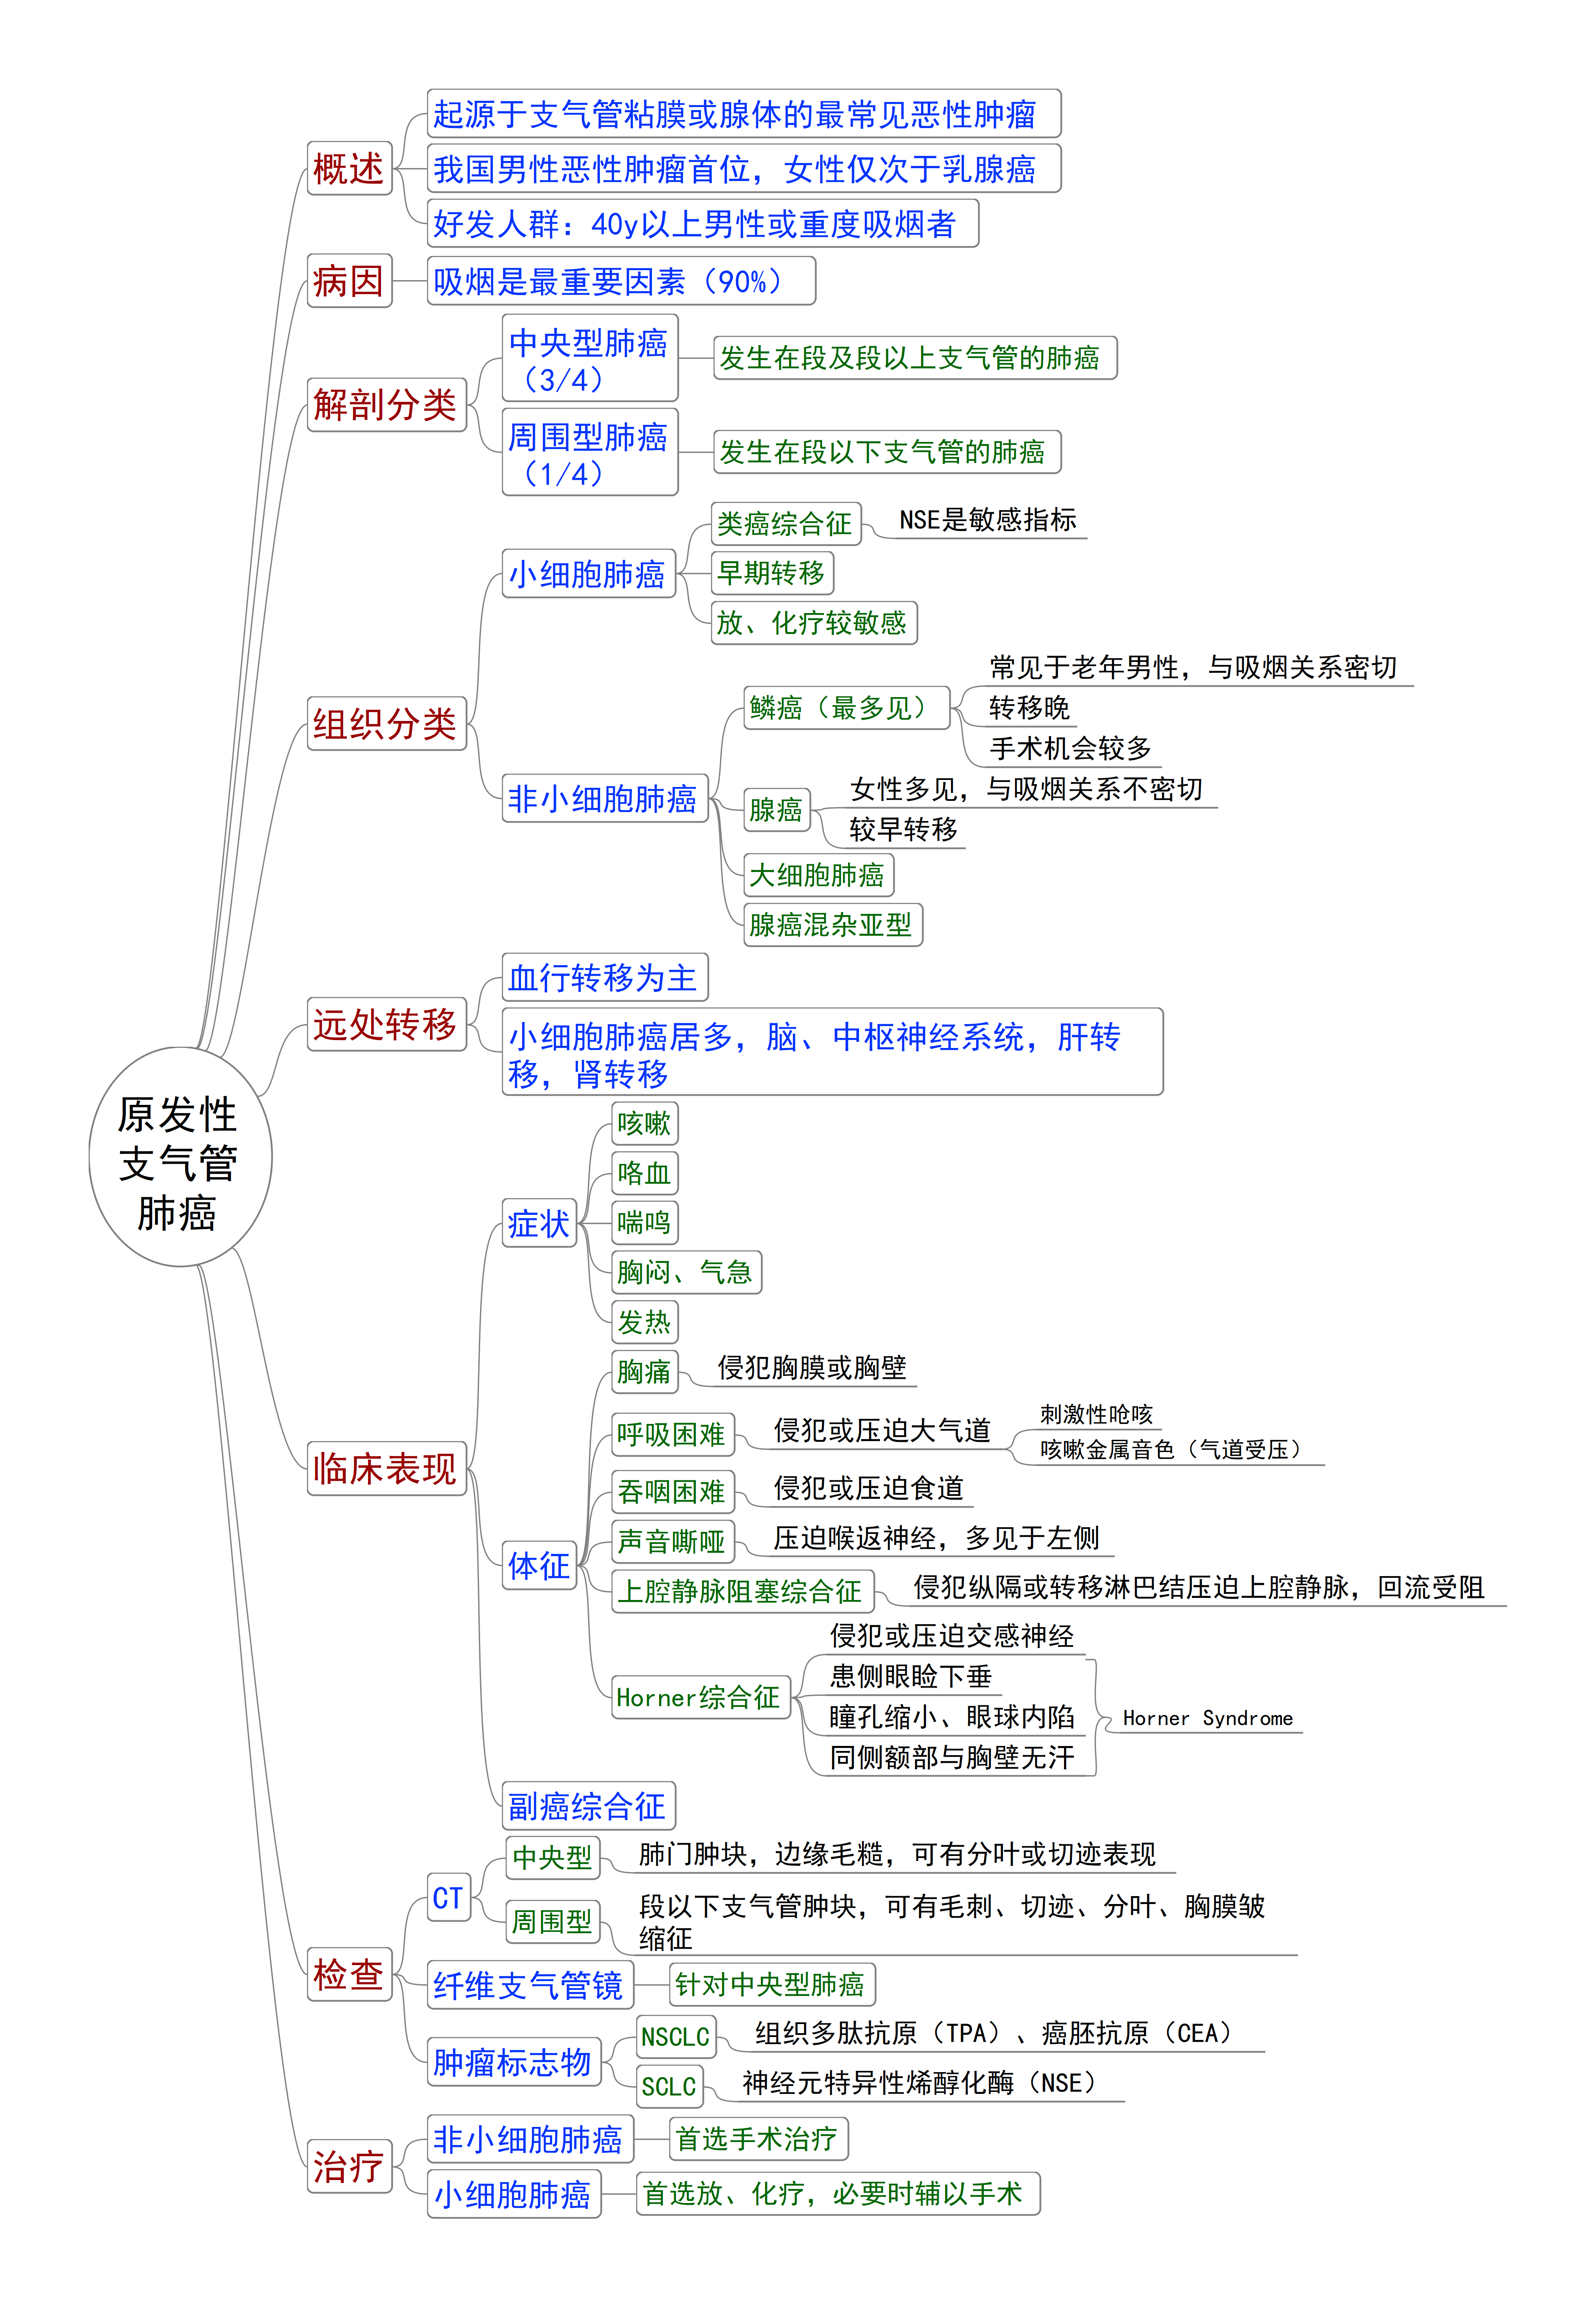 原发性
支气管
肺癌
概述
起源于支气管粘膜或腺体的最常见恶性肿瘤
我国男性恶性肿瘤首位，女性仅次于乳腺癌
好发人群：40y以上男性或重度吸烟者
病因
吸烟是最重要因素（90%）
解剖分类
中央型肺癌
（3/4）
发生在段及段以上支气管的肺癌
周围型肺癌
（1/4）
发生在段以下支气管的肺癌
组织分类
小细胞肺癌
类癌综合征
NSE是敏感指标
早期转移
放、化疗较敏感
非小细胞肺癌
鳞癌（最多见）
常见于老年男性，与吸烟关系密切
转移晚
手术机会较多
腺癌
女性多见，与吸烟关系不密切
较早转移
大细胞肺癌
腺癌混杂亚型
远处转移
血行转移为主
小细胞肺癌居多，脑、中枢神经系统，肝转
移，肾转移
临床表现
症状
咳嗽
咯血
喘鸣
胸闷、气急
发热
体征
胸痛
侵犯胸膜或胸壁
呼吸困难
侵犯或压迫大气道
刺激性呛咳
咳嗽金属音色（气道受压）
吞咽困难
侵犯或压迫食道
声音嘶哑
压迫喉返神经，多见于左侧
上腔静脉阻塞综合征
侵犯纵隔或转移淋巴结压迫上腔静脉，回流受阻
Horner综合征
侵犯或压迫交感神经
患侧眼睑下垂
瞳孔缩小、眼球内陷
同侧额部与胸壁无汗
Horner Syndrome
副癌综合征
检查
CT
中央型
肺门肿块，边缘毛糙，可有分叶或切迹表现
周围型
段以下支气管肿块，可有毛刺、切迹、分叶、胸膜皱
缩征
纤维支气管镜
针对中央型肺癌
肿瘤标志物
NSCLC
组织多肽抗原（TPA）、癌胚抗原（CEA）
SCLC
神经元特异性烯醇化酶（NSE）
治疗
非小细胞肺癌
首选手术治疗
小细胞肺癌
首选放、化疗，必要时辅以手术